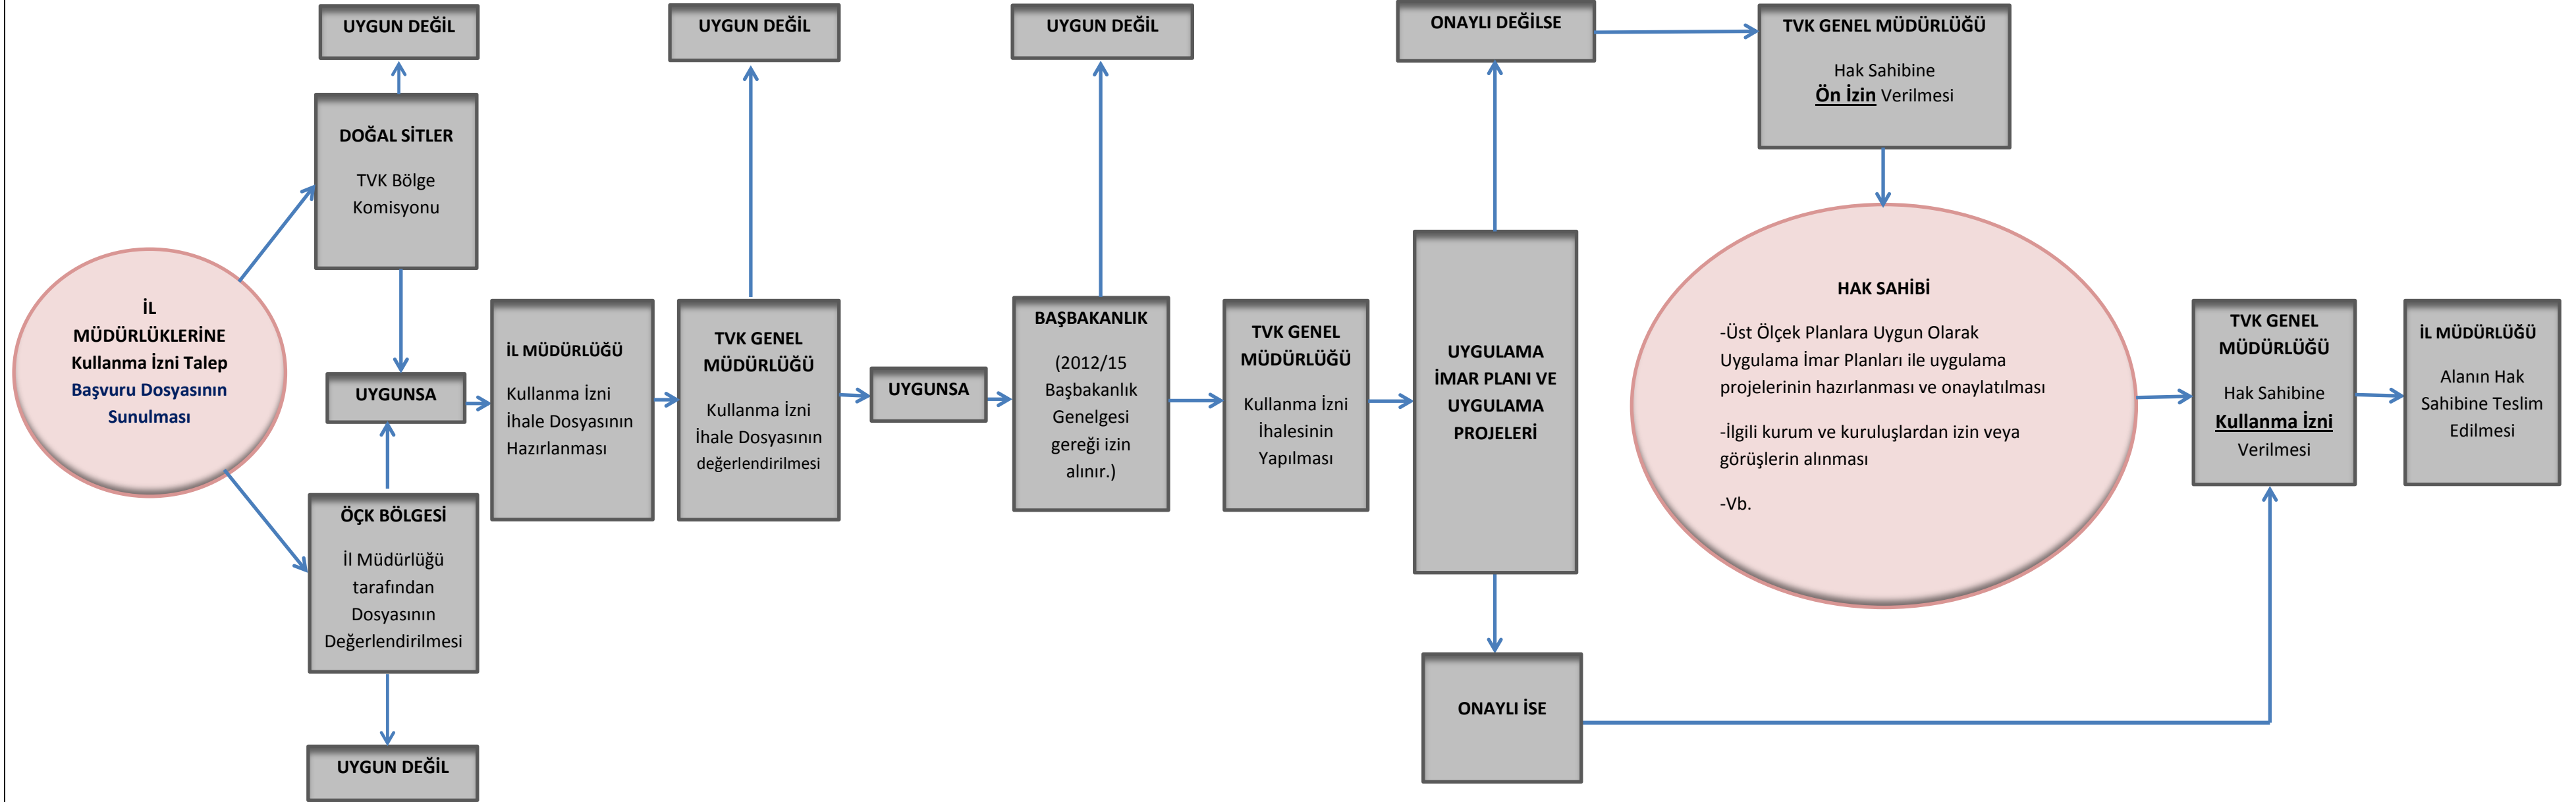 İL
MÜDÜRLÜKLERİNE
Kullanma İzni Talep
Başvuru Dosyasının
Sunulması
UYGUN DEĞİL
DOĞAL SİTLER
TVK Bölge
Komisyonu
UYGUNSA
ÖÇK BÖLGESİ
İl Müdürlüğü
tarafından
Dosyasının
Değerlendirilmesi
UYGUN DEĞİL
İL MÜDÜRLÜĞÜ
Kullanma İzni
İhale Dosyasının
Hazırlanması
UYGUN DEĞİL
TVK GENEL
MÜDÜRLÜĞÜ
Kullanma İzni
İhale Dosyasının
değerlendirilmesi
UYGUNSA
UYGUN DEĞİL
BAŞBAKANLIK
(2012/15
Başbakanlık
Genelgesi
gereği izin
alınır.)
TVK GENEL
MÜDÜRLÜĞÜ
Kullanma İzni
İhalesinin
Yapılması
UYGULAMA
İMAR PLANI VE
UYGULAMA
PROJELERİ
ONAYLI DEĞİLSE
TVK GENEL MÜDÜRLÜĞÜ
Hak Sahibine
Ön İzin Verilmesi
HAK SAHİBİ
-Üst Ölçek Planlara Uygun Olarak
Uygulama İmar Planları ile uygulama
projelerinin hazırlanması ve onaylatılması
-İlgili kurum ve kuruluşlardan izin veya
görüşlerin alınması
-Vb.
ONAYLI İSE
TVK GENEL
MÜDÜRLÜĞÜ
Hak Sahibine
Kullanma İzni
Verilmesi
İL MÜDÜRLÜĞÜ
Alanın Hak
Sahibine Teslim
Edilmesi